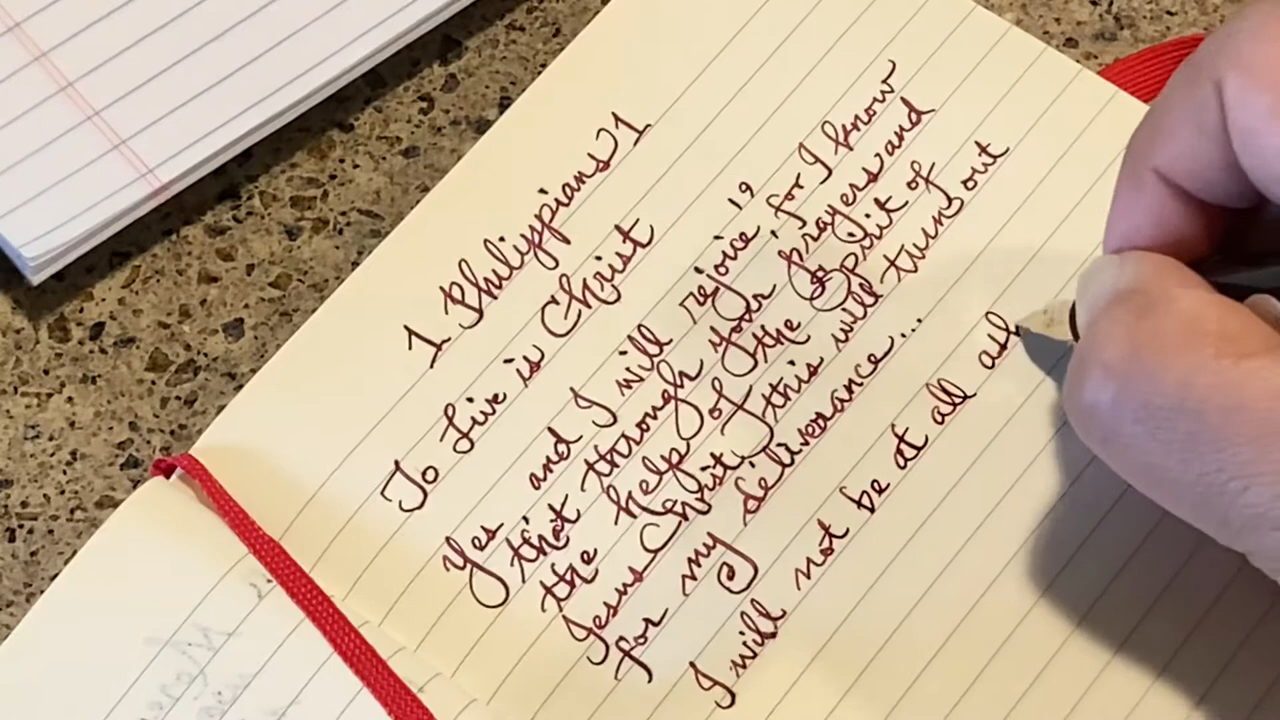 1 Philippians 1
To Live is Christ
Yes and I will rejoice, 19 for I know
that through your prayers and
the help of the Spirit of
Jesus Christ, this will turn out
for my deliverance...
I will not be at all ash